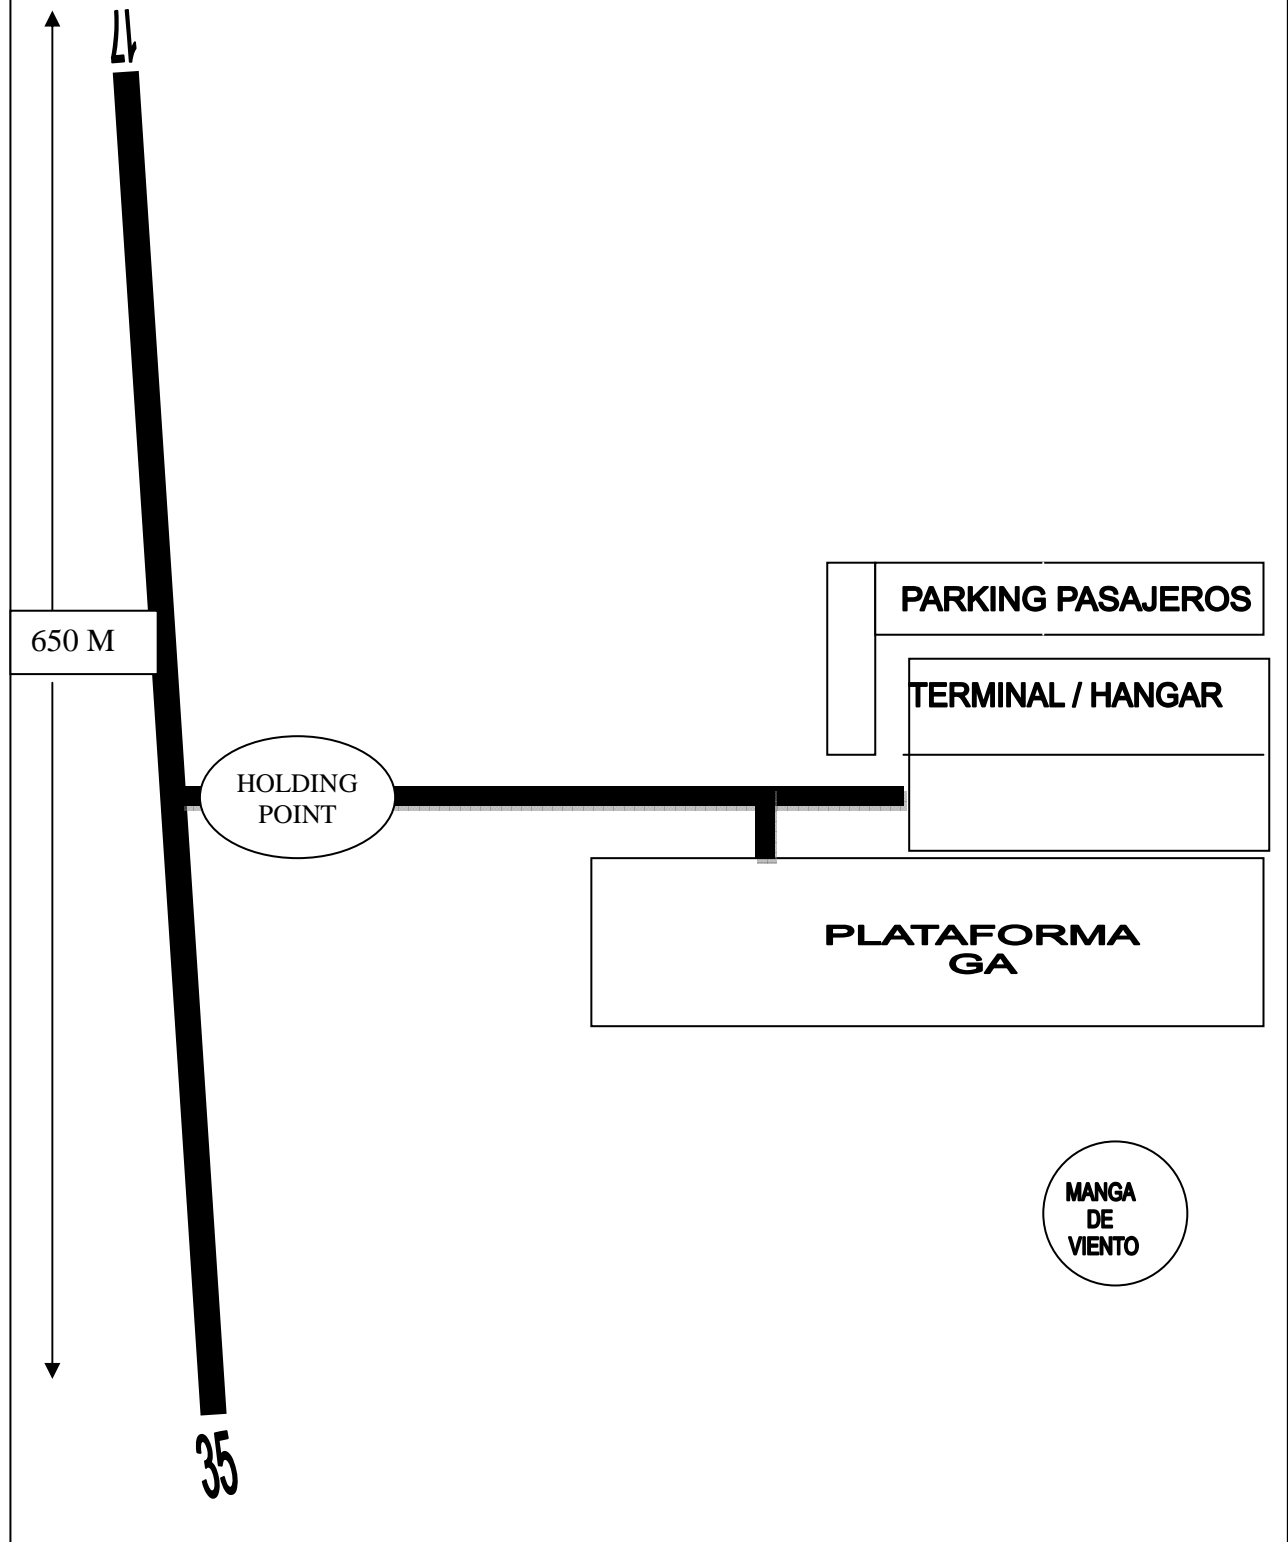 17
PARKING PASAJEROS
650 M
TERMINAL / HANGAR
HOLDING
POINT
PLATAFORMA
GA
MANGA
DE
VIENTO
35